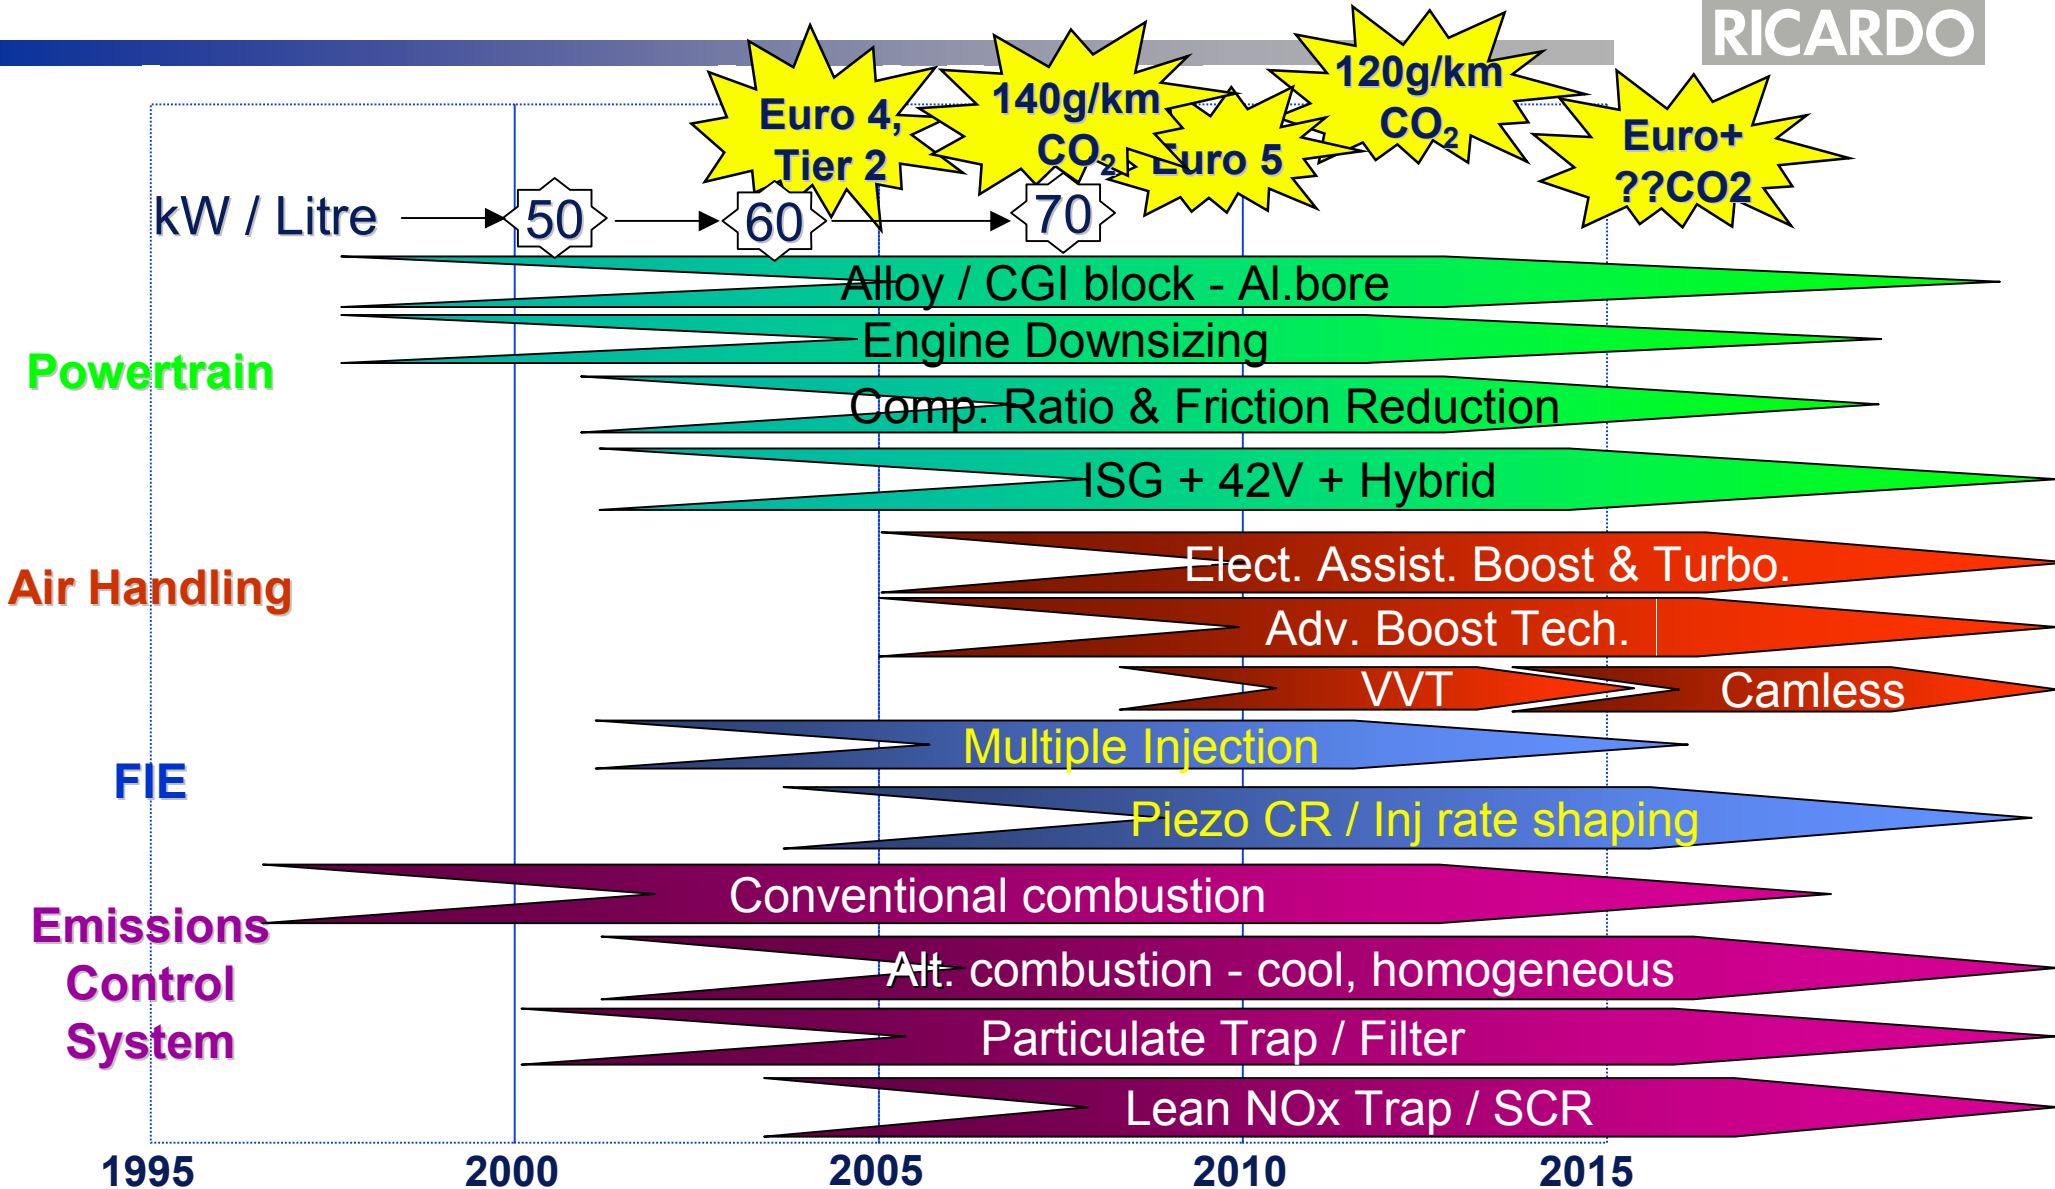 RICARDO
Euro 4,
Tier 2
140g/km
CO2
Euro 5
120g/km
CO2
Euro+
??CO2
kW / Litre
50
60
70
Powertrain
Alloy / CGI block - Al.bore
Engine Downsizing
Comp. Ratio & Friction Reduction
ISG + 42V + Hybrid
Air Handling
Elect. Assist. Boost & Turbo.
Adv. Boost Tech.
VVT
Camless
FIE
Multiple Injection
Piezo CR / Inj rate shaping
Emissions
Control
System
Conventional combustion
Alt. combustion - cool, homogeneous
Particulate Trap / Filter
Lean NOx Trap / SCR
1995
2000
2005
2010
2015